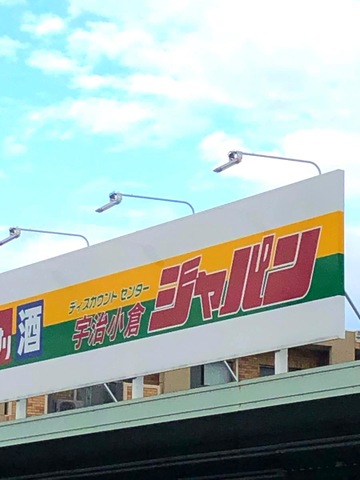 酒
ディスカウント センター
宇治小倉
ジャパン